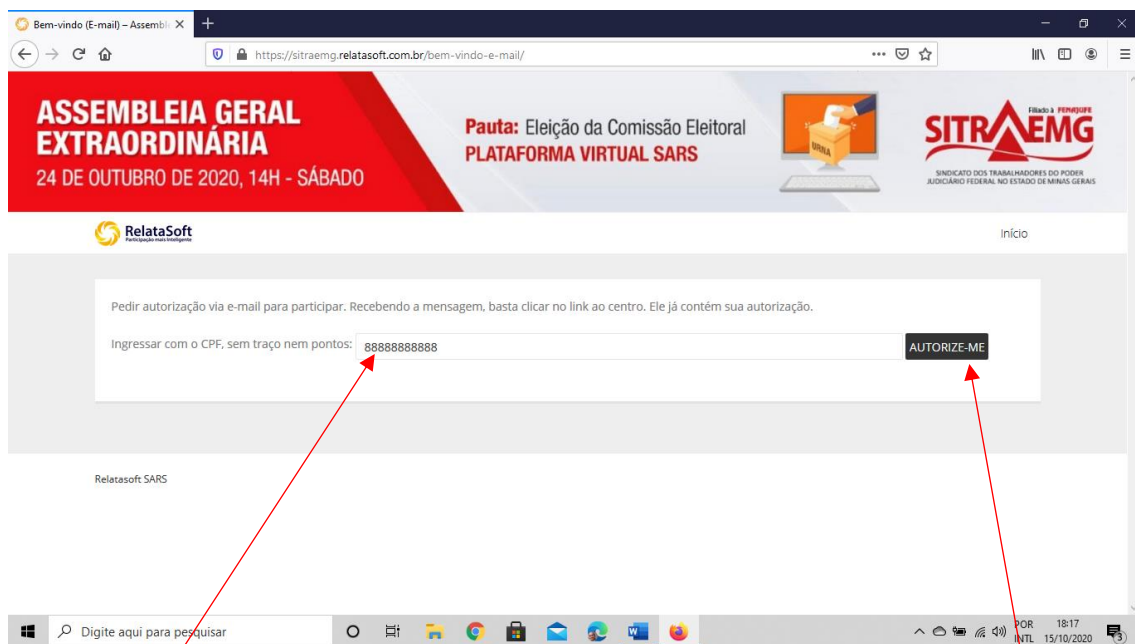 Bem-vindo (E-mail) – Assembl
https://sitraemg.relatasoft.com.br/bem-vindo-e-mail/
ASSEMBLEIA GERAL
EXTRAORDINÁRIA
24 DE OUTUBRO DE 2020, 14H - SÁBADO
Pauta: Eleição da Comissão Eleitoral
PLATAFORMA VIRTUAL SARS
URNA
Filiado à FENAJUFE
SITRAEMG
SINDICATO DOS TRABALHADORES DO PODER
JUDICIÁRIO FEDERAL NO ESTADO DE MINAS GERAIS
RelataSoft
Participação mais Inteligente
Início
Pedir autorização via e-mail para participar. Recebendo a mensagem, basta clicar no link ao centro. Ele já contém sua autorização.
Ingressar com o CPF, sem traço nem pontos: 88888888888 AUTORIZE-ME
Relatasoft SARS
Digite aqui para pesquisar
POR 18:17
INTL 15/10/2020
3